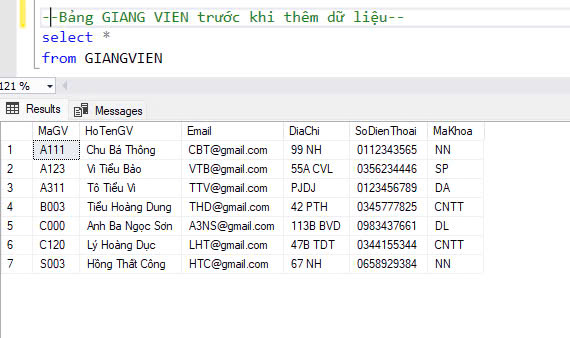 --Bảng GIANG VIEN trước khi thêm dữ liệu--
select *
from GIANGVIEN
121 %
Results Messages
MaGV HoTenGV Email DiaChi SoDienThoai MaKhoa
1 A111 Chu Bá Thông CBT@gmail.com 99 NH 0112343565 NN
2 A123 Vi Tiểu Bảo VTB@gmail.com 55A CVL 0356234446 SP
3 A311 Tô Tiểu Vi TTV@gmail.com PJDJ 0123456789 DA
4 B003 Tiểu Hoàng Dung THD@gmail.com 42 PTH 0345777825 CNTT
5 C000 Anh Ba Ngọc Sơn A3NS@gmail.com 113B BVD 0983437661 DL
6 C120 Lý Hoàng Dục LHT@gmail.com 47B TDT 0344155344 CNTT
7 S003 Hồng Thất Công HTC@gmail.com 67 NH 0658929384 NN